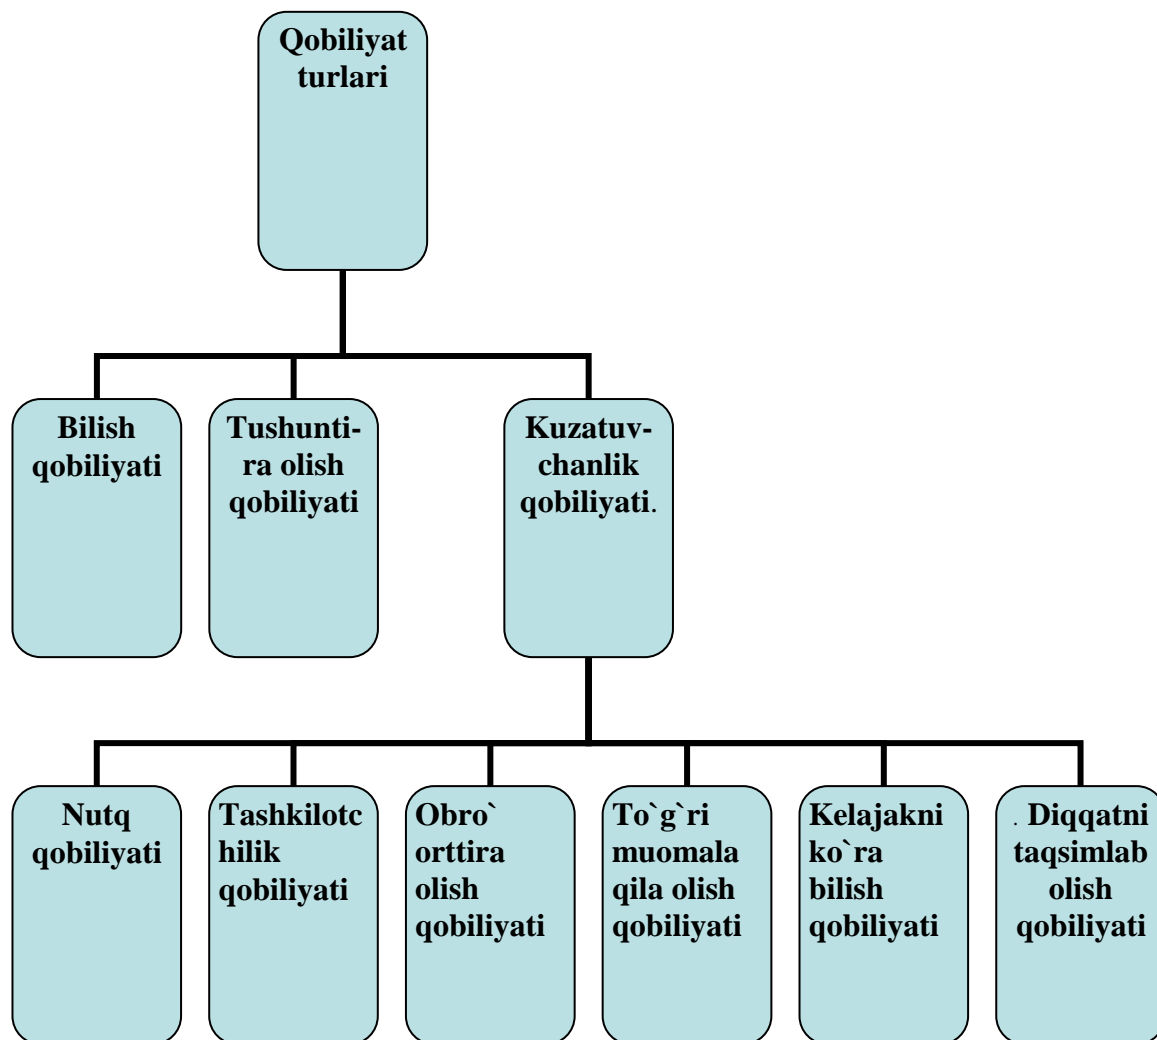 Qobiliyat
turlari
Bilish
qobiliyati
Tushunti-
ra olish
qobiliyati
Kuzatuv-
chanlik
qobiliyati.
Nutq
qobiliyati
Tashkilotc
hilik
qobiliyati
Obro`
orttira
olish
qobiliyati
To`g`ri
muomala
qila olish
qobiliyati
Kelajakni
ko`ra
bilish
qobiliyati
. Diqqatni
taqsimlab
olish
qobiliyati